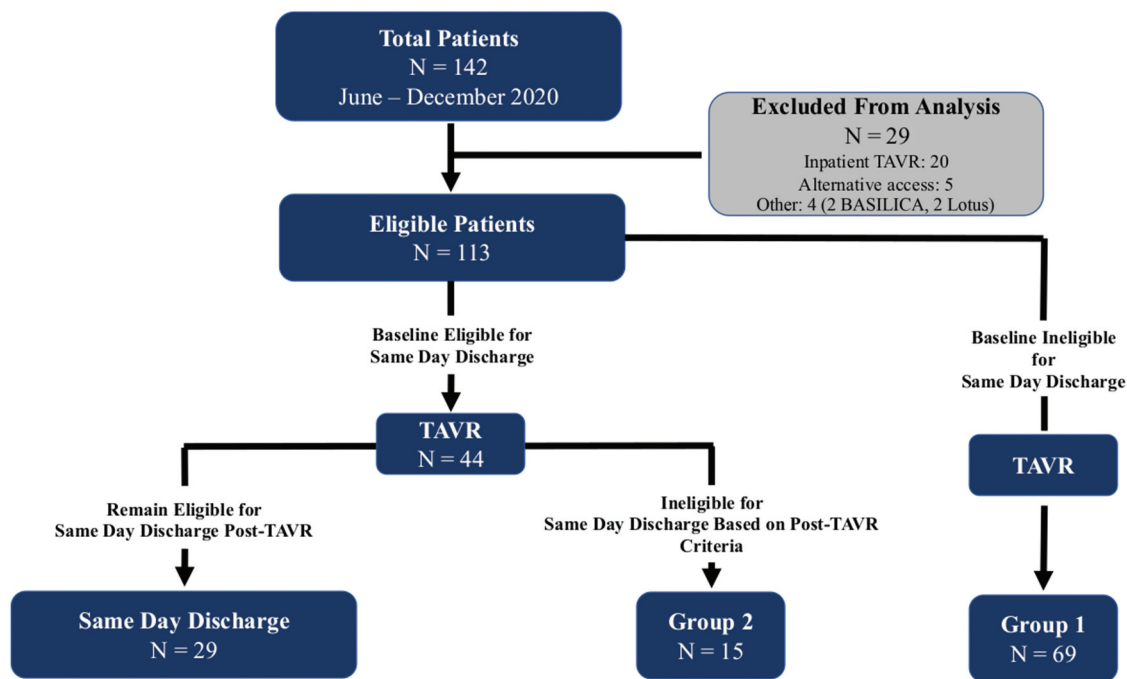 Total Patients
N = 142
June – December 2020
Excluded From Analysis
N = 29
Inpatient TAVR: 20
Alternative access: 5
Other: 4 (2 BASILICA, 2 Lotus)
Eligible Patients
N = 113
Baseline Eligible for
Same Day Discharge
Baseline Ineligible
for
Same Day Discharge
TAVR
N = 44
TAVR
Remain Eligible for
Same Day Discharge Post-TAVR
Ineligible for
Same Day Discharge Based on Post-TAVR
Criteria
Same Day Discharge
N = 29
Group 2
N = 15
Group 1
N = 69